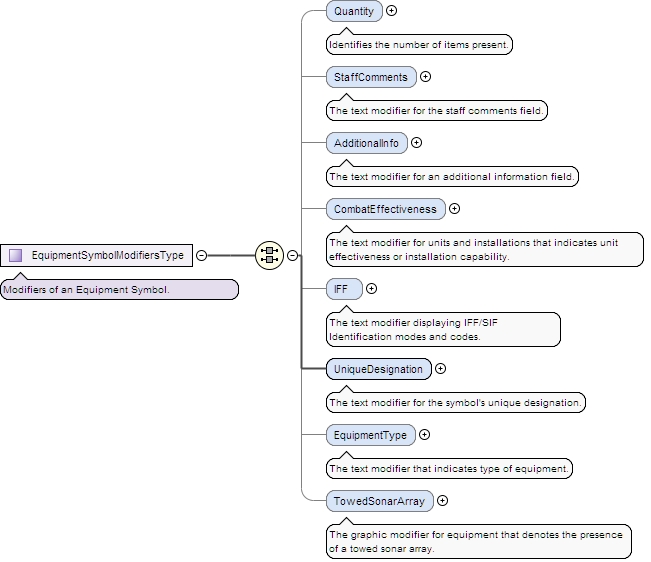 Quantity
Identifies the number of items present.
StaffComments
The text modifier for the staff comments field.
AdditionalInfo
The text modifier for an additional information field.
CombatEffectiveness
The text modifier for units and installations that indicates unit
effectiveness or installation capability.
EquipmentSymbolModifiersType
Modifiers of an Equipment Symbol.
IFF
The text modifier displaying IFF/SIF
Identification modes and codes.
UniqueDesignation
The text modifier for the symbol's unique designation.
EquipmentType
The text modifier that indicates type of equipment.
TowedSonarArray
The graphic modifier for equipment that denotes the presence
of a towed sonar array.